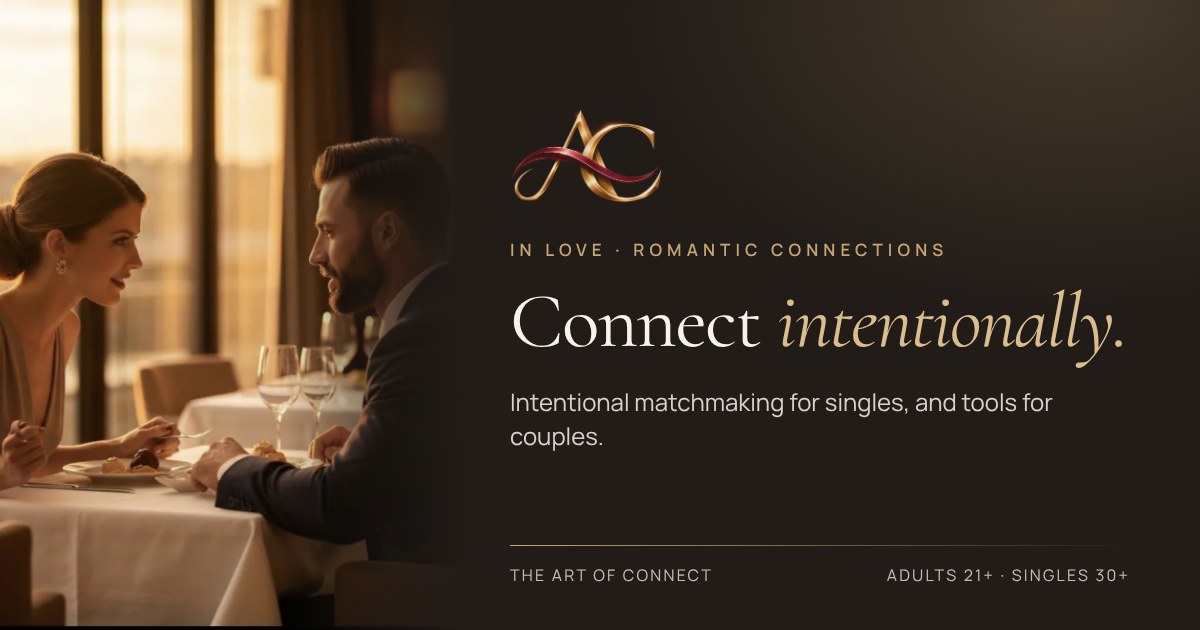 AC
IN LOVE · ROMANTIC CONNECTIONS
Connect intentionally.
Intentional matchmaking for singles, and tools for
couples.
THE ART OF CONNECT
ADULTS 21+ · SINGLES 30+